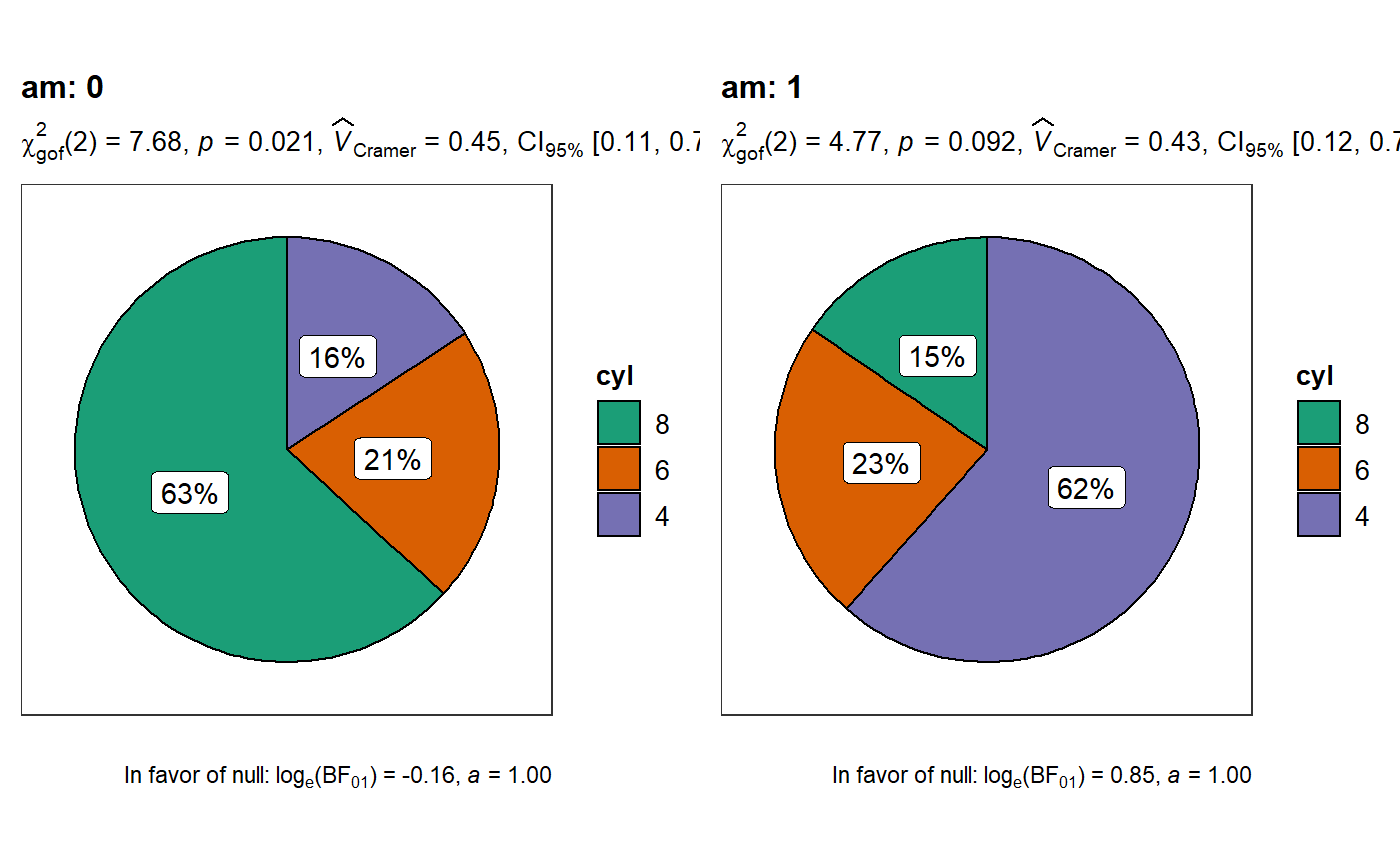 am: 0
χ²gof(2) = 7.68, p = 0.021, V̂Cramer = 0.45, CI95% [0.11, 0.7
16%
21%
63%
cyl
8
6
4
In favor of null: loge(BF01) = -0.16, a = 1.00
am: 1
χ²gof(2) = 4.77, p = 0.092, V̂Cramer = 0.43, CI95% [0.12, 0.7
15%
23%
62%
cyl
8
6
4
In favor of null: loge(BF01) = 0.85, a = 1.00